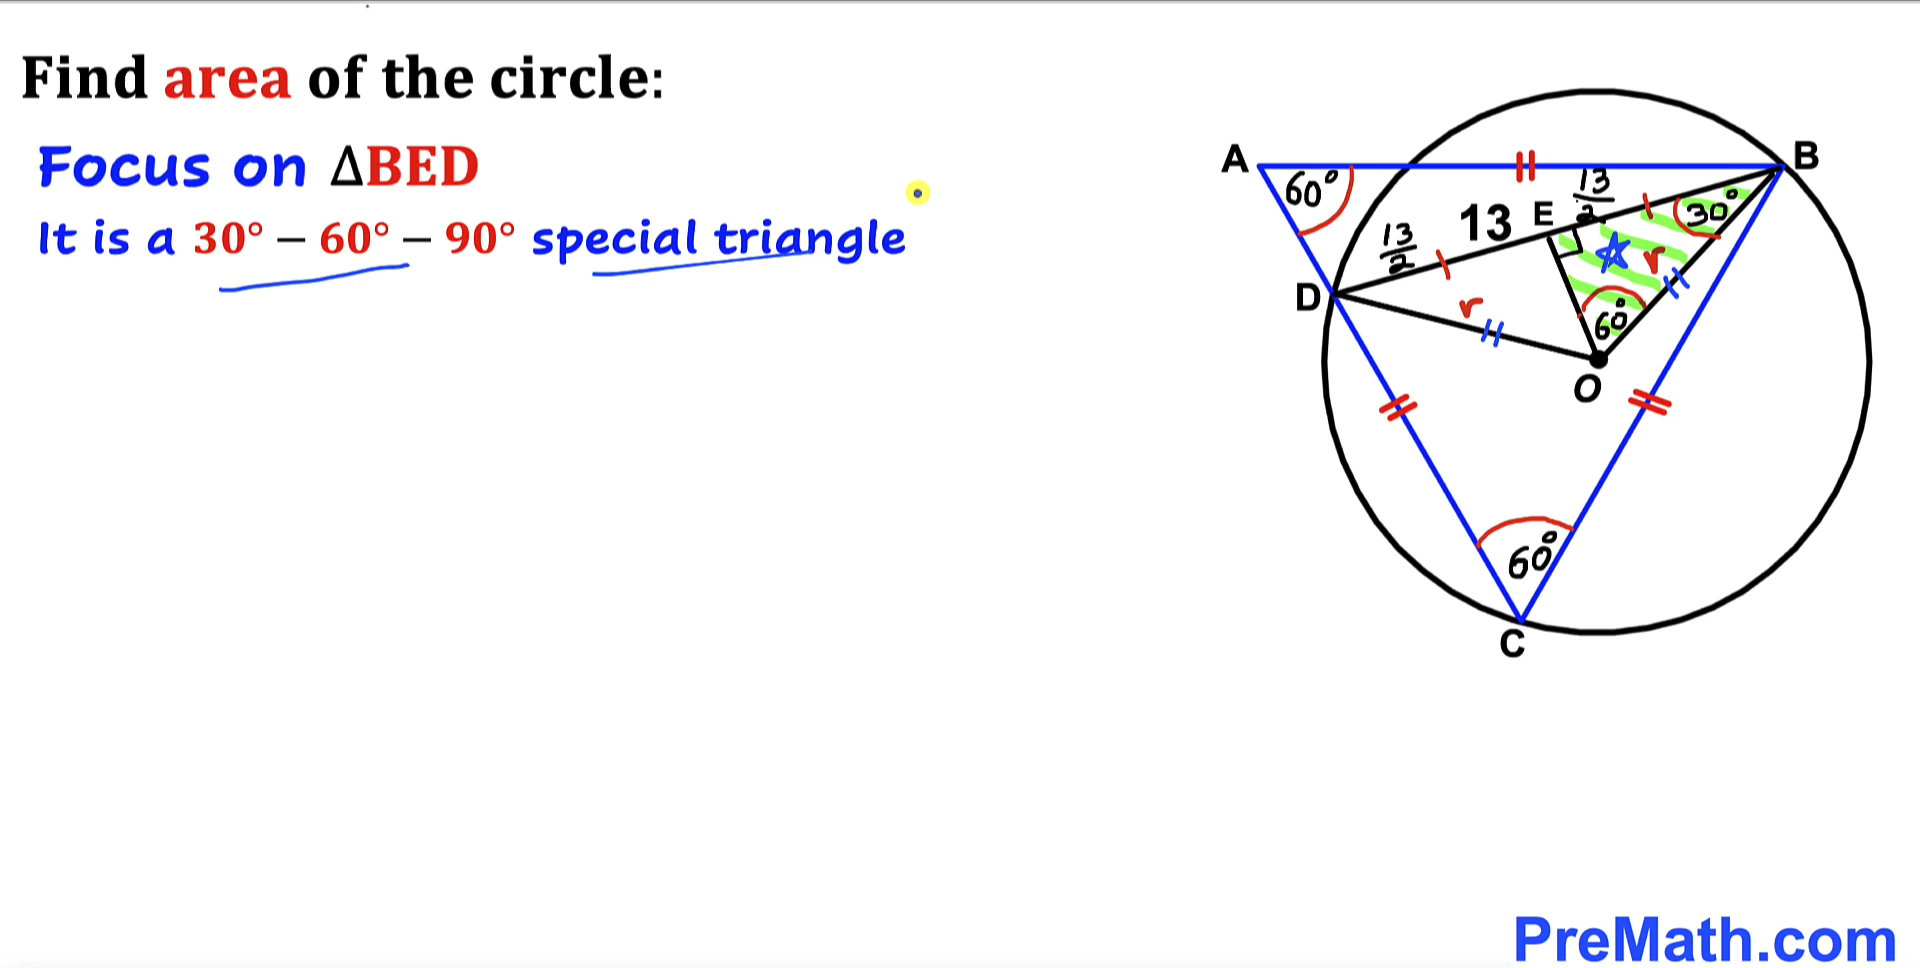 Find area of the circle:
Focus on ΔBED
It is a 30° – 60° – 90° special triangle
A
B
60°
13/2
13
E
30°
13/2
r
D
r
60°
O
60°
C
PreMath.com